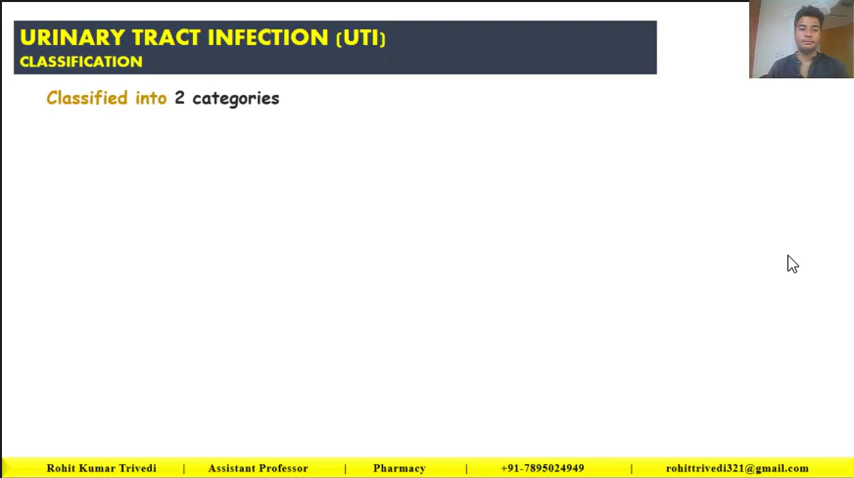 URINARY TRACT INFECTION (UTI)
CLASSIFICATION
Classified into 2 categories
Rohit Kumar Trivedi | Assistant Professor | Pharmacy | +91-7895024949 | rohittrivedi321@gmail.com